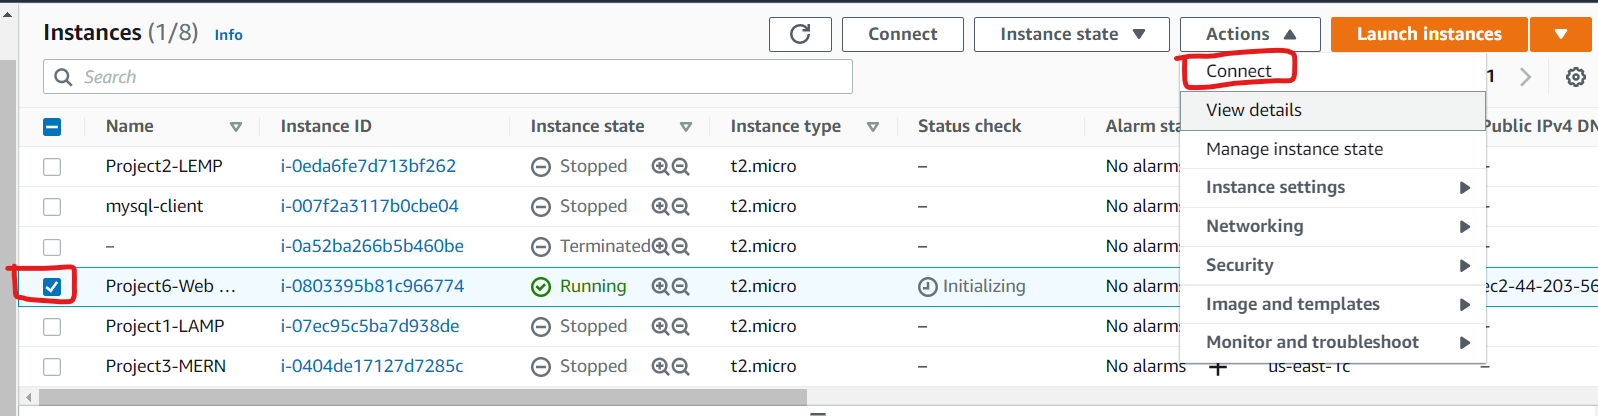 Instances (1/8) Info Connect Instance state Actions Launch instances
Search Connect 1
View details
Name Instance ID Instance state Instance type Status check Alarm sta Public IPv4 DN
Manage instance state
Project2-LEMP i-0eda6fe7d713bf262 Stopped t2.micro – No alarms –
Instance settings
mysql-client i-007f2a3117b0cbe04 Stopped t2.micro – No alarms –
Networking
– i-0a52ba266b5b460be Terminated t2.micro – No alarms –
Security
Project6-Web ... i-0803395b81c966774 Running t2.micro Initializing No alarms ec2-44-203-56
Image and templates
Project1-LAMP i-07ec95c5ba7d938de Stopped t2.micro – No alarms –
Monitor and troubleshoot
Project3-MERN i-0404de17127d7285c Stopped t2.micro – No alarms + us-east-1c –